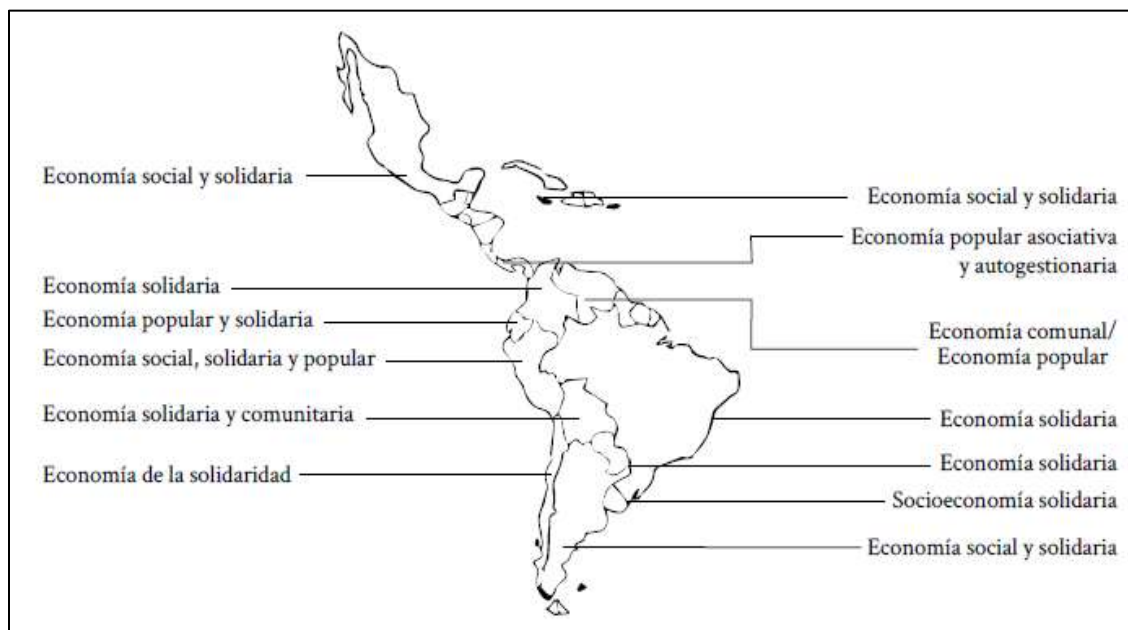 Economía social y solidaria
Economía solidaria
Economía popular y solidaria
Economía social, solidaria y popular
Economía solidaria y comunitaria
Economía de la solidaridad
Economía social y solidaria
Economía popular asociativa
y autogestionaria
Economía comunal/
Economía popular
Economía solidaria
Economía solidaria
Socioeconomía solidaria
Economía social y solidaria